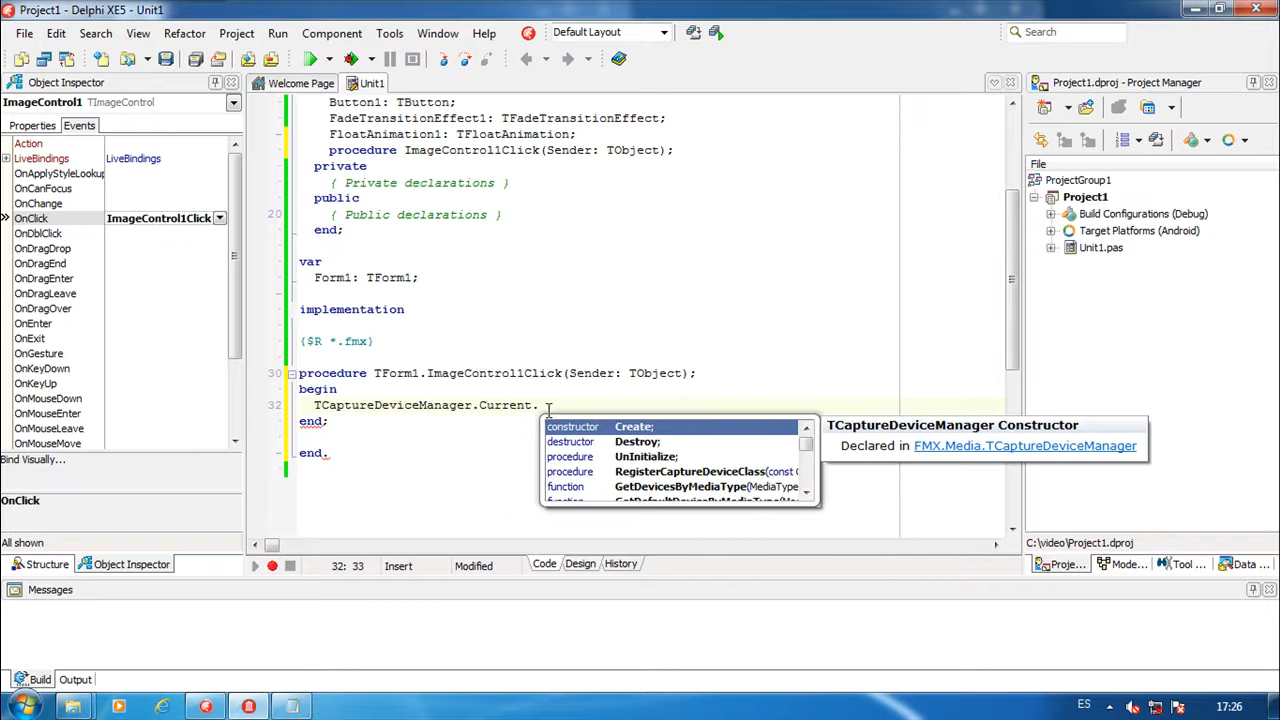 Project1 - Delphi XE5 - Unit1
File Edit Search View Refactor Project Run Component Tools Window Help
Default Layout
Search
Object Inspector
ImageControl1 TImageControl
Properties Events
Action
LiveBindings LiveBindings
OnApplyStyleLookup
OnCanFocus
OnChange
OnClick ImageControl1Click
OnDblClick
OnDragDrop
OnDragEnd
OnDragEnter
OnDragLeave
OnDragOver
OnEnter
OnExit
OnGesture
OnKeyDown
OnKeyUp
OnMouseDown
OnMouseEnter
OnMouseLeave
OnMouseMove
Bind Visually...
OnClick
All shown
Structure Object Inspector
Welcome Page Unit1
Button1: TButton;
FadeTransitionEffect1: TFadeTransitionEffect;
FloatAnimation1: TFloatAnimation;
procedure ImageControl1Click(Sender: TObject);
private
{ Private declarations }
public
20 { Public declarations }
end;
var
Form1: TForm1;
implementation
{$R *.fmx}
30 procedure TForm1.ImageControl1Click(Sender: TObject);
begin
32 TCaptureDeviceManager.Current.
end;
end.
constructor Create;
destructor Destroy;
procedure UnInitialize;
procedure RegisterCaptureDeviceClass(const C
function GetDevicesByMediaType(MediaType
function GetDefaultDeviceByMediaType(Me
TCaptureDeviceManager Constructor
Declared in FMX.Media.TCaptureDeviceManager
32: 33 Insert Modified Code Design History
Project1.dproj - Project Manager
File
ProjectGroup1
Project1
Build Configurations (Debug)
Target Platforms (Android)
Unit1.pas
C:\video\Project1.dproj
Proje... Mode... Tool ... Data ...
Messages
Build Output
ES 17:26